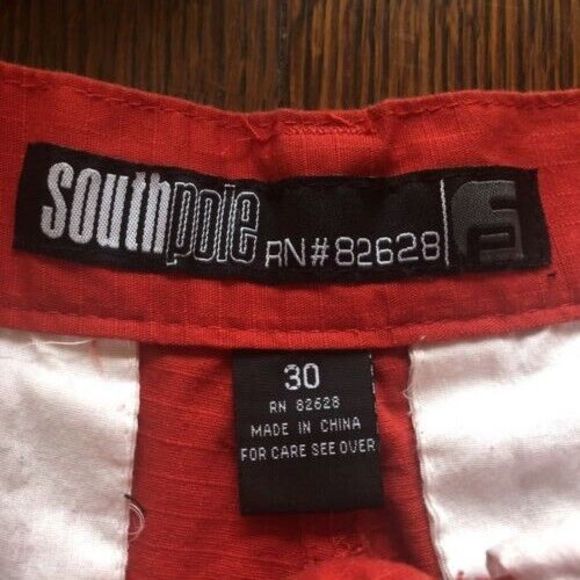 southpole RN#82628
30
RN 82628
MADE IN CHINA
FOR CARE SEE OVER